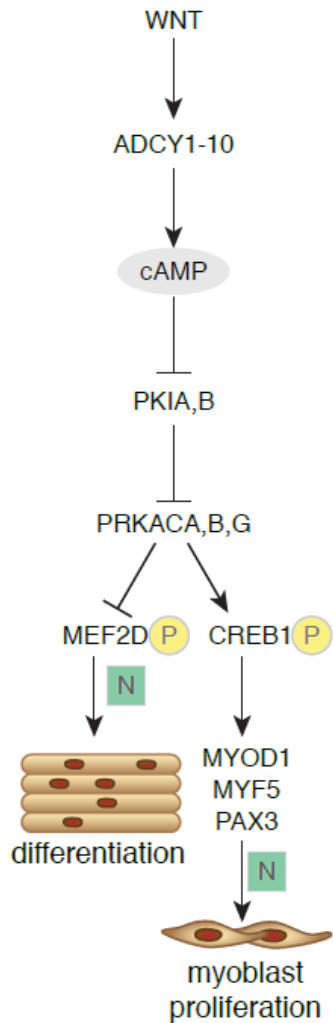 WNT
ADCY1-10
cAMP
PKIA,B
PRKACA,B,G
MEF2D P CREB1 P
N
MYOD1
MYF5
PAX3
differentiation
N
myoblast
proliferation